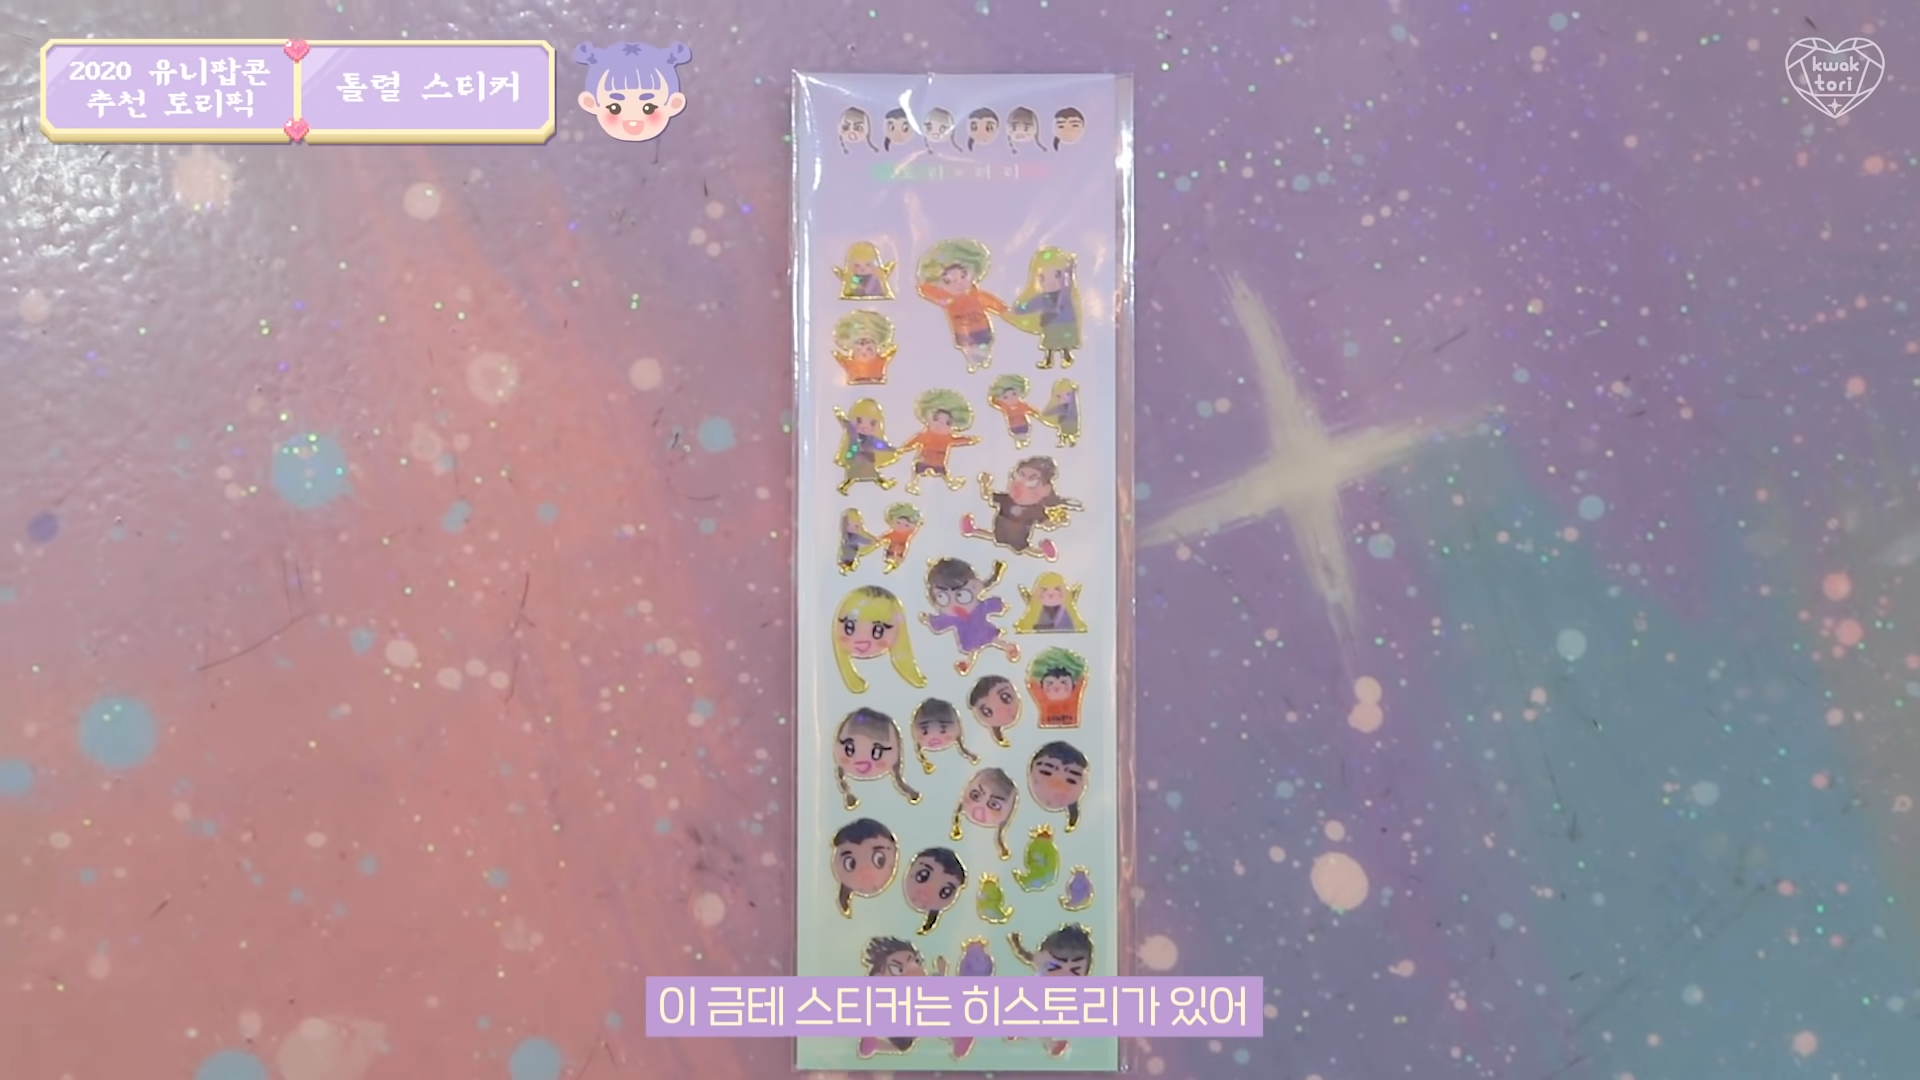 2020 유니팝콘
추천 토리픽
톨렬 스티커
kwak
tori
이 금테 스티커는 히스토리가 있어